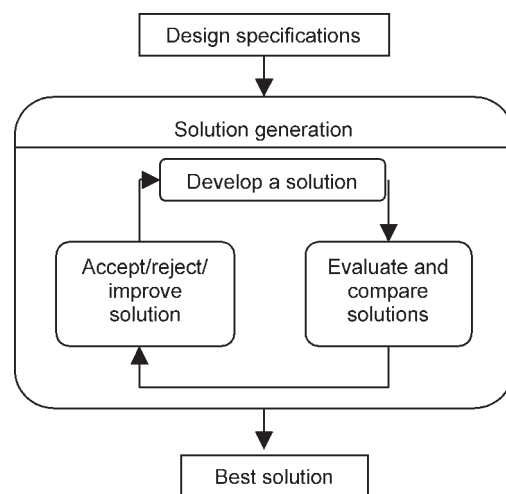 Design specifications
Solution generation
Develop a solution
Accept/reject/
improve
solution
Evaluate and
compare
solutions
Best solution